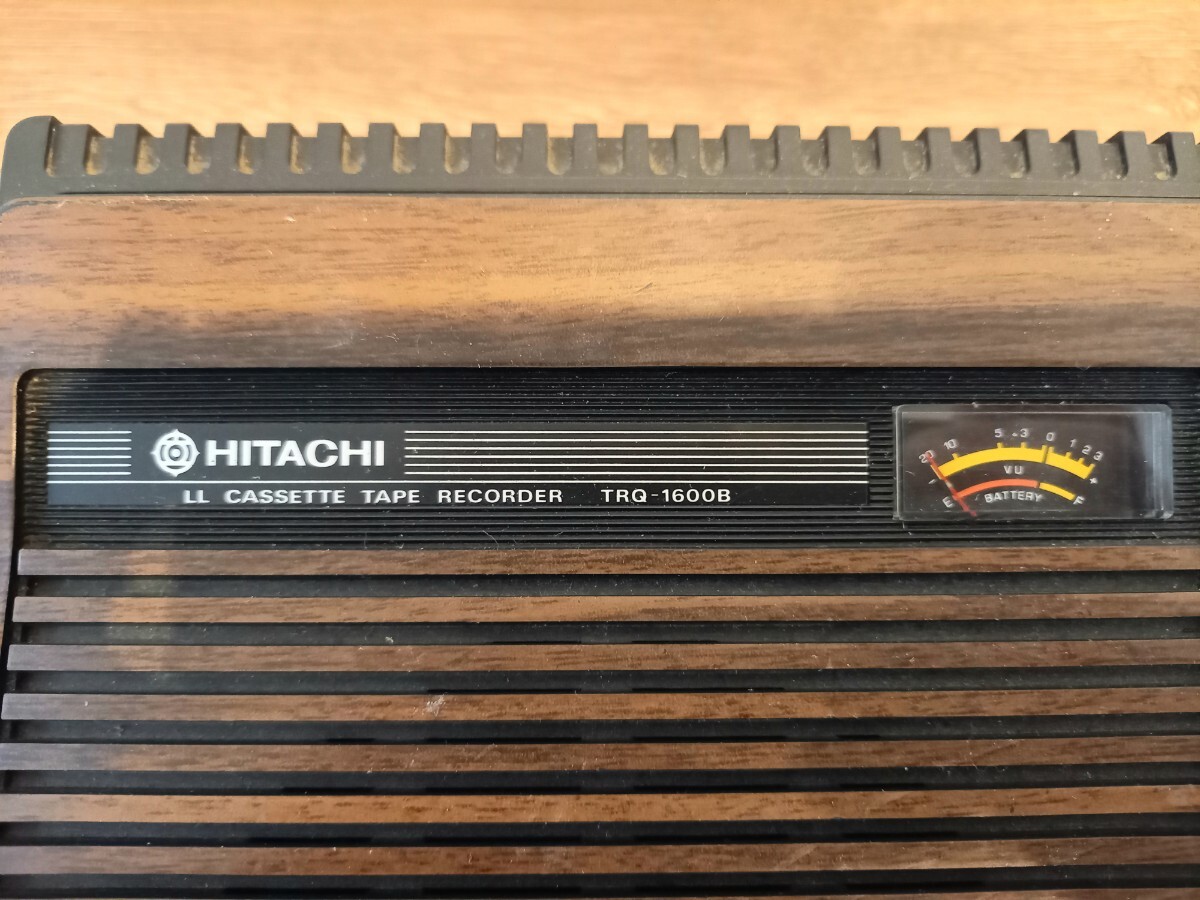 HITACHI
LL CASSETTE TAPE RECORDER TRQ-1600B
20 10 5 3 0 1 2 3
- VU +
E BATTERY F